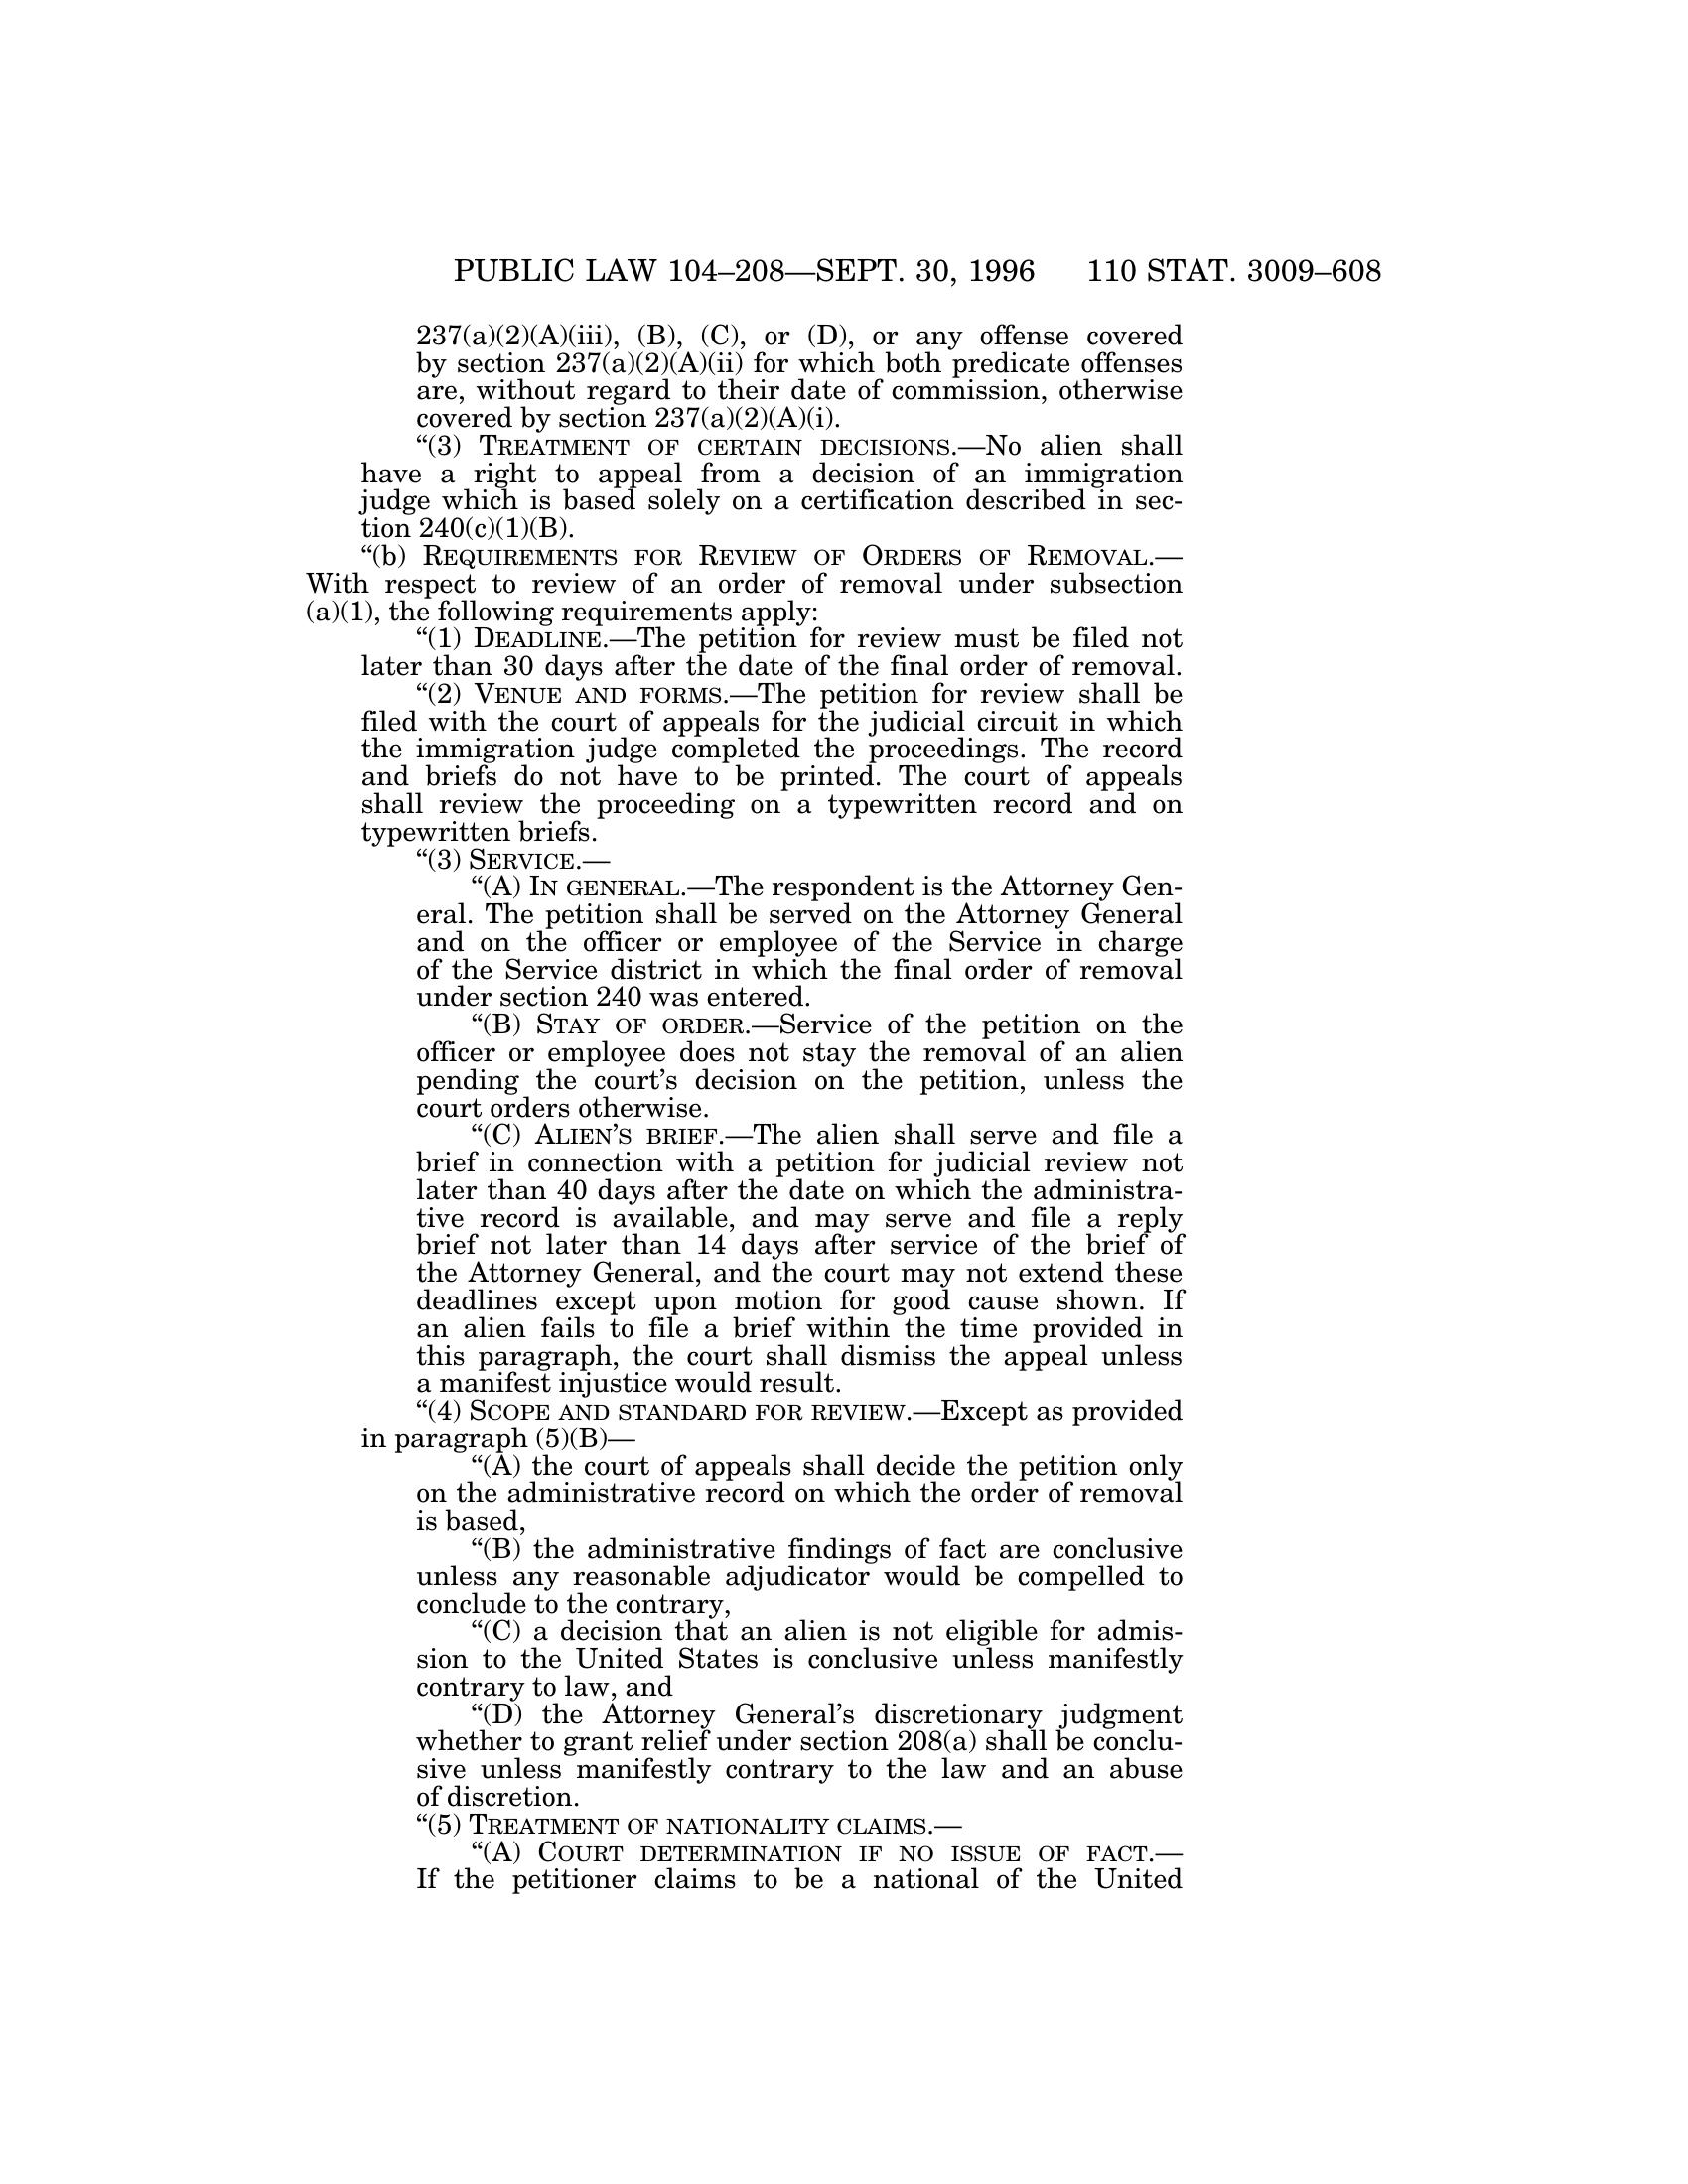 PUBLIC LAW 104–208—SEPT. 30, 1996 110 STAT. 3009–608
237(a)(2)(A)(iii), (B), (C), or (D), or any offense covered
by section 237(a)(2)(A)(ii) for which both predicate offenses
are, without regard to their date of commission, otherwise
covered by section 237(a)(2)(A)(i).
“(3) TREATMENT OF CERTAIN DECISIONS.—No alien shall
have a right to appeal from a decision of an immigration
judge which is based solely on a certification described in sec-
tion 240(c)(1)(B).
“(b) REQUIREMENTS FOR REVIEW OF ORDERS OF REMOVAL.—
With respect to review of an order of removal under subsection
(a)(1), the following requirements apply:
“(1) DEADLINE.—The petition for review must be filed not
later than 30 days after the date of the final order of removal.
“(2) VENUE AND FORMS.—The petition for review shall be
filed with the court of appeals for the judicial circuit in which
the immigration judge completed the proceedings. The record
and briefs do not have to be printed. The court of appeals
shall review the proceeding on a typewritten record and on
typewritten briefs.
“(3) SERVICE.—
“(A) IN GENERAL.—The respondent is the Attorney Gen-
eral. The petition shall be served on the Attorney General
and on the officer or employee of the Service in charge
of the Service district in which the final order of removal
under section 240 was entered.
“(B) STAY OF ORDER.—Service of the petition on the
officer or employee does not stay the removal of an alien
pending the court’s decision on the petition, unless the
court orders otherwise.
“(C) ALIEN’S BRIEF.—The alien shall serve and file a
brief in connection with a petition for judicial review not
later than 40 days after the date on which the administra-
tive record is available, and may serve and file a reply
brief not later than 14 days after service of the brief of
the Attorney General, and the court may not extend these
deadlines except upon motion for good cause shown. If
an alien fails to file a brief within the time provided in
this paragraph, the court shall dismiss the appeal unless
a manifest injustice would result.
“(4) SCOPE AND STANDARD FOR REVIEW.—Except as provided
in paragraph (5)(B)—
“(A) the court of appeals shall decide the petition only
on the administrative record on which the order of removal
is based,
“(B) the administrative findings of fact are conclusive
unless any reasonable adjudicator would be compelled to
conclude to the contrary,
“(C) a decision that an alien is not eligible for admis-
sion to the United States is conclusive unless manifestly
contrary to law, and
“(D) the Attorney General’s discretionary judgment
whether to grant relief under section 208(a) shall be conclu-
sive unless manifestly contrary to the law and an abuse
of discretion.
“(5) TREATMENT OF NATIONALITY CLAIMS.—
“(A) COURT DETERMINATION IF NO ISSUE OF FACT.—
If the petitioner claims to be a national of the United